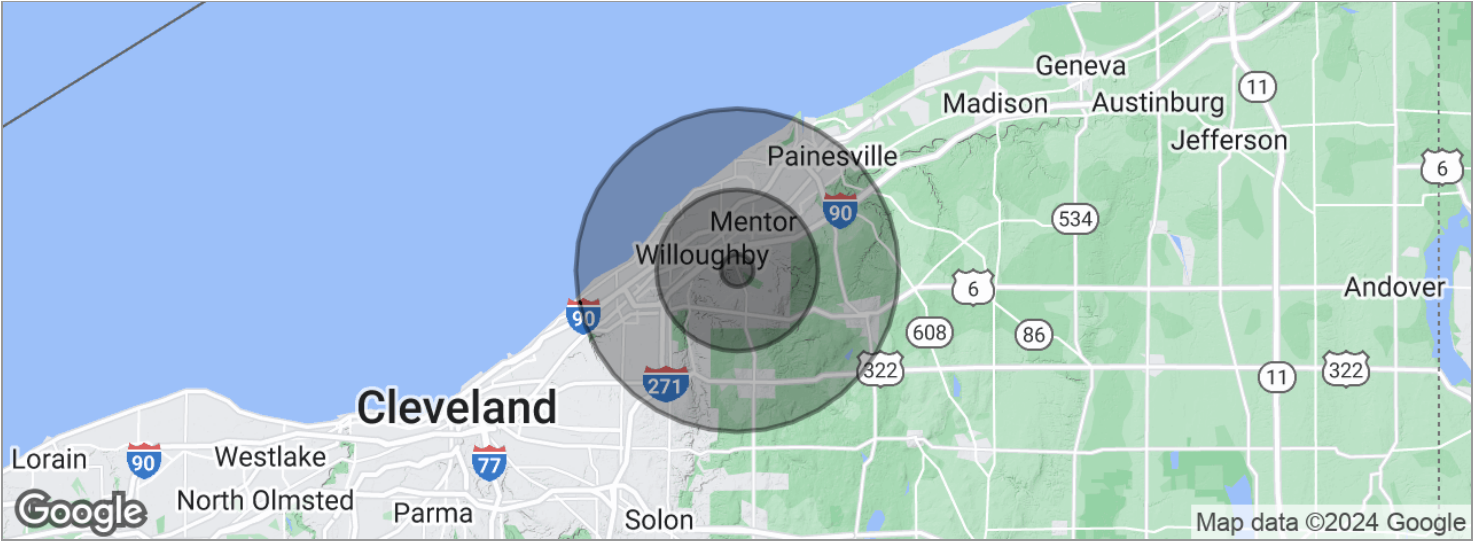 Geneva
11
Madison
Austinburg
Jefferson
Painesville
6
90
534
Mentor
Willoughby
6
Andover
90
608
86
322
322
271
11
Cleveland
Lorain
90
Westlake
77
North Olmsted
Parma
Solon
Google
Map data ©2024 Google